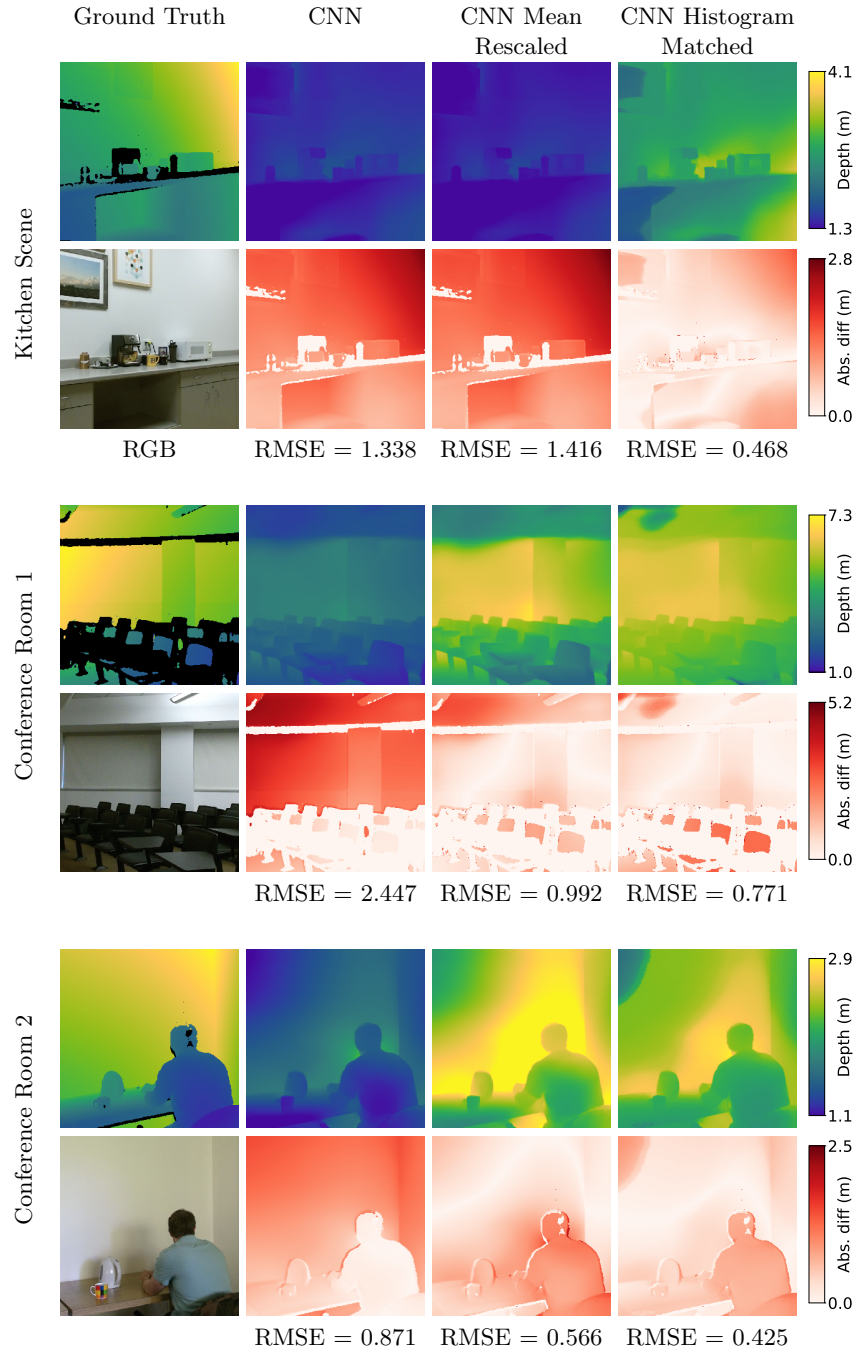 Ground Truth
CNN
CNN Mean
Rescaled
CNN Histogram
Matched
Kitchen Scene
4.1
Depth (m)
1.3
2.8
Abs. diff (m)
0.0
RGB
RMSE = 1.338
RMSE = 1.416
RMSE = 0.468
Conference Room 1
7.3
Depth (m)
1.0
5.2
Abs. diff (m)
0.0
RMSE = 2.447
RMSE = 0.992
RMSE = 0.771
Conference Room 2
2.9
Depth (m)
1.1
2.5
Abs. diff (m)
0.0
RMSE = 0.871
RMSE = 0.566
RMSE = 0.425